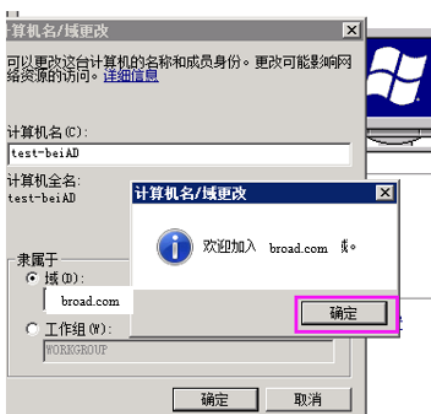 计算机名/域更改
可以更改这台计算机的名称和成员身份。更改可能影响网
络资源的访问。详细信息
计算机名(C):
test-beiAD
计算机全名:
test-beiAD
计算机名/域更改
欢迎加入 broad.com
确定
隶属于
域(D):
broad.com
工作组(W):
WORKGROUP
确定
取消